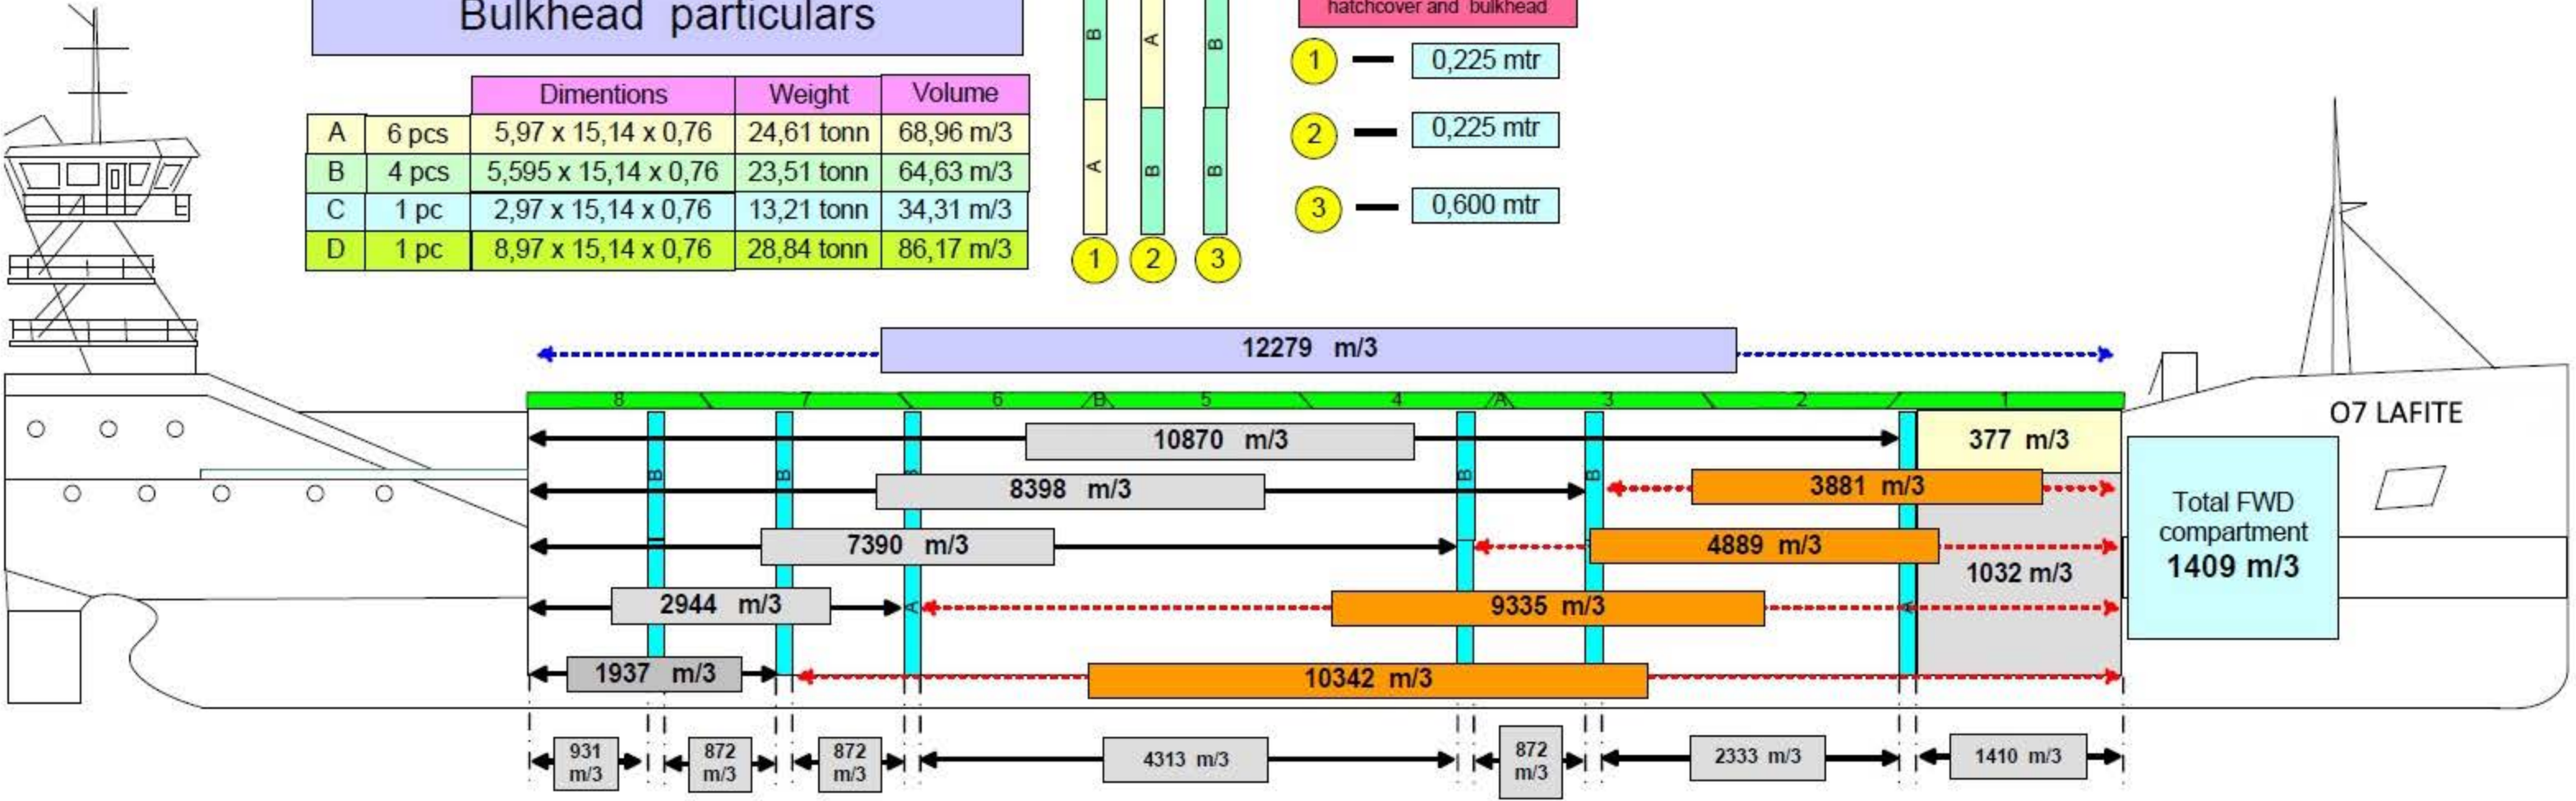 Bulkhead particulars
hatchcover and bulkhead
B A B
1 0,225 mtr
Dimentions Weight Volume
A 6 pcs 5,97 x 15,14 x 0,76 24,61 tonn 68,96 m/3
B 4 pcs 5,595 x 15,14 x 0,76 23,51 tonn 64,63 m/3
C 1 pc 2,97 x 15,14 x 0,76 13,21 tonn 34,31 m/3
D 1 pc 8,97 x 15,14 x 0,76 28,84 tonn 86,17 m/3
A B B
2 0,225 mtr
3 0,600 mtr
1 2 3
12279 m/3
8 7 6 B 5 4 A 3 2 1
O7 LAFITE
10870 m/3
377 m/3
B B B B B
8398 m/3
3881 m/3
Total FWD
compartment
1409 m/3
7390 m/3
4889 m/3
1032 m/3
2944 m/3
A
9335 m/3
A
1937 m/3
10342 m/3
931
m/3
872
m/3
872
m/3
4313 m/3
872
m/3
2333 m/3
1410 m/3